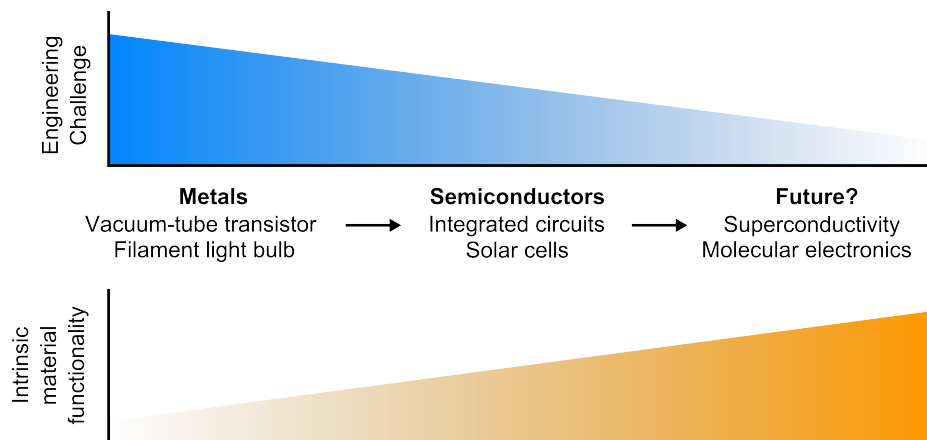 Engineering
Challenge
Metals
Vacuum-tube transistor
Filament light bulb
Semiconductors
Integrated circuits
Solar cells
Future?
Superconductivity
Molecular electronics
Intrinsic
material
functionality